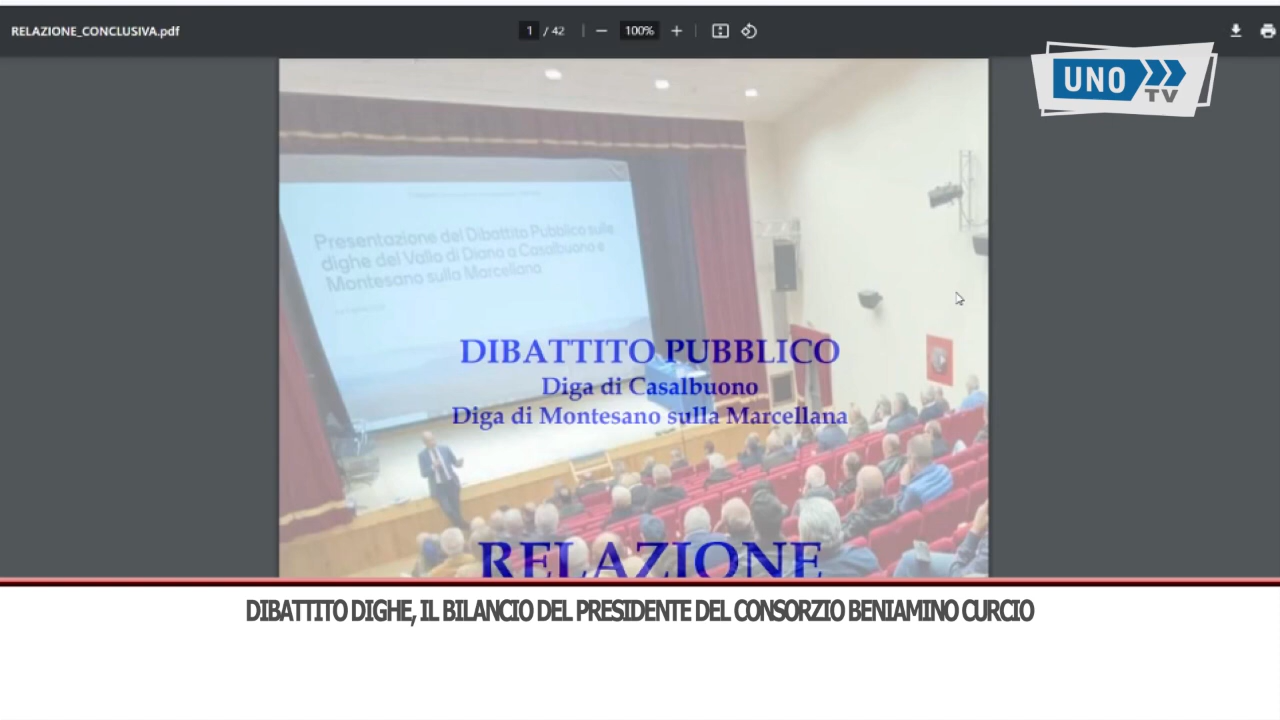 RELAZIONE_CONCLUSIVA.pdf
1 / 42
100%
UNO
TV
Presentazione del Dibattito Pubblico sulle
dighe del Vallo di Diano a Casalbuono e
Montesano sulla Marcellana
DIBATTITO PUBBLICO
Diga di Casalbuono
Diga di Montesano sulla Marcellana
RELAZIONE
DIBATTITO DIGHE, IL BILANCIO DEL PRESIDENTE DEL CONSORZIO BENIAMINO CURCIO